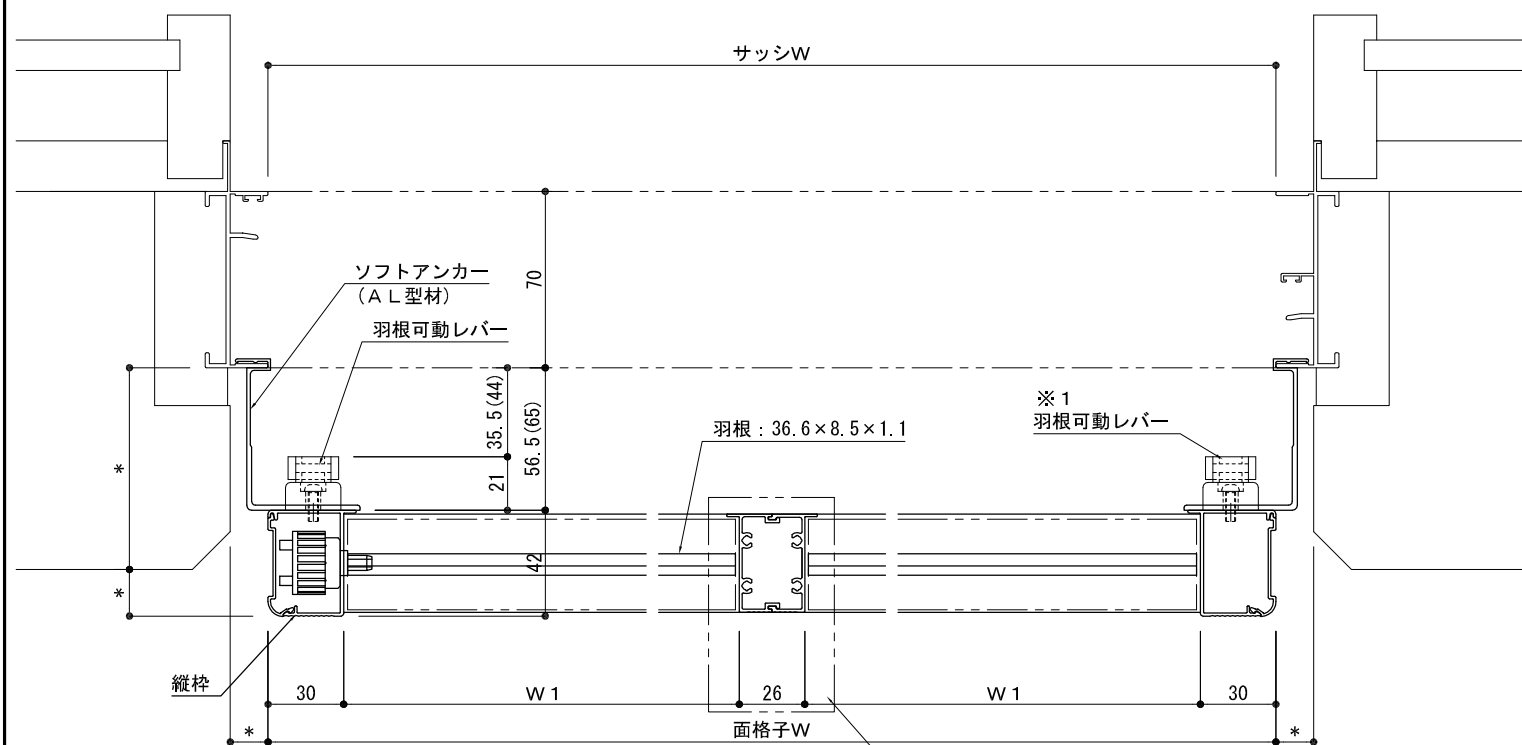 サッシW
ソフトアンカー
(AL型材)
羽根可動レバー
70
35.5(44)
56.5(65)
21
42
羽根:36.6×8.5×1.1
※1
羽根可動レバー
*
*
縦枠
30
W1
26
W1
30
*
面格子W
*